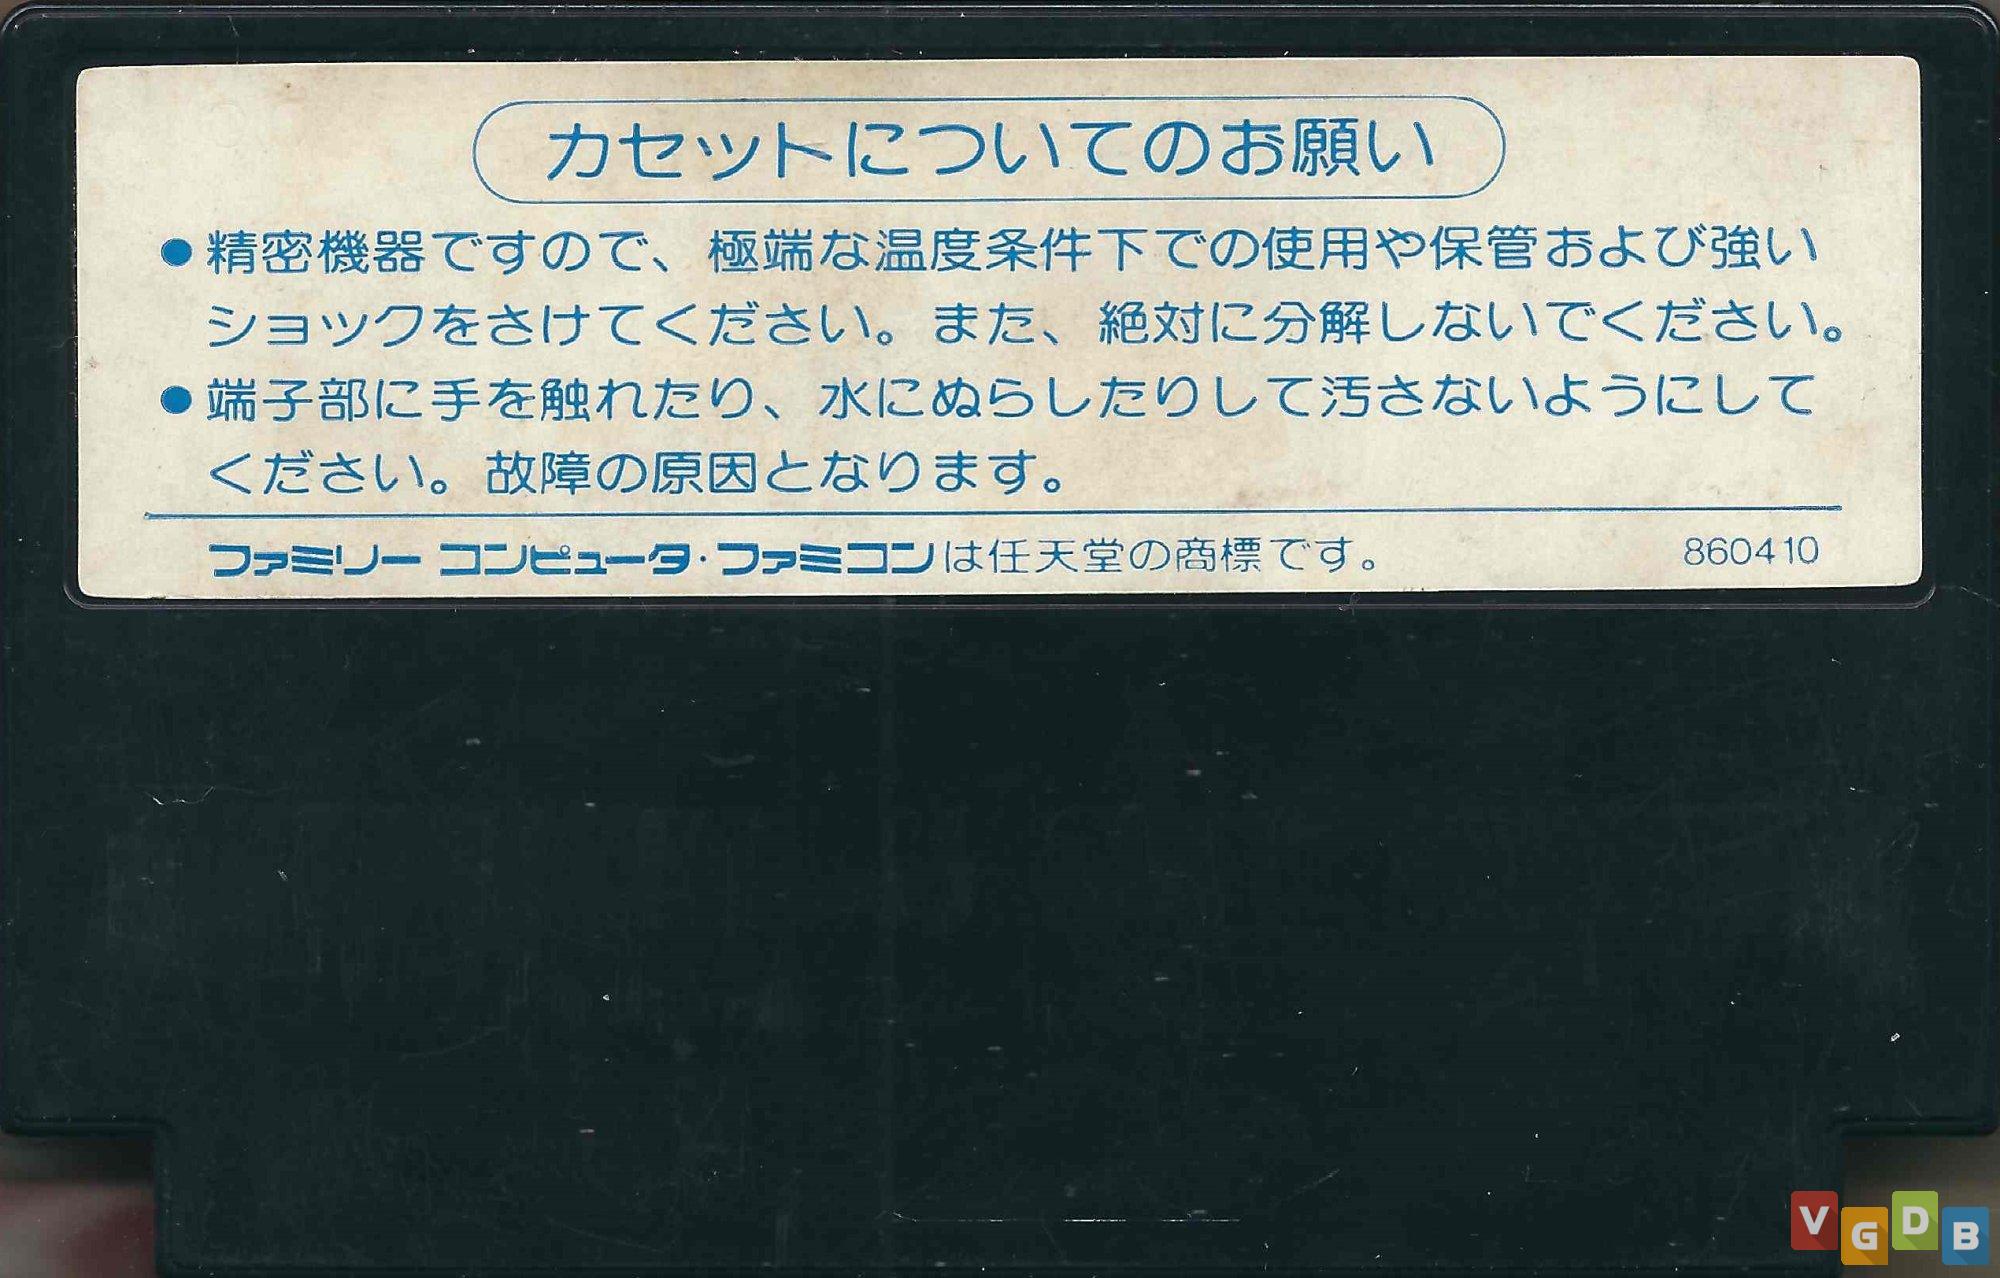 カセットについてのお願い
●精密機器ですので、極端な温度条件下での使用や保管および強い
ショックをさけてください。また、絶対に分解しないでください。
●端子部に手を触れたり、水にぬらしたりして汚さないようにして
ください。故障の原因となります。
ファミリー コンピュータ・ファミコンは任天堂の商標です。 860410
VGDB